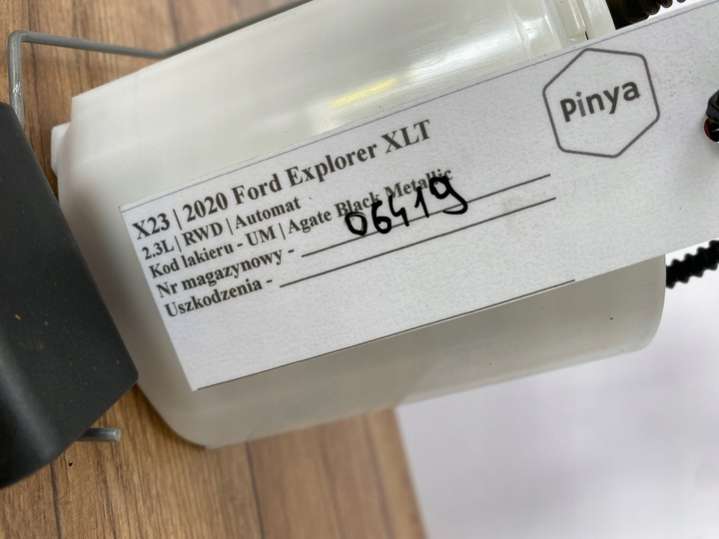 Pinya
X23 | 2020 Ford Explorer XLT
2.3L | RWD | Automat
Kod lakieru - UM | Agate Black Metallic
Nr magazynowy - 06419
Uszkodzenia -